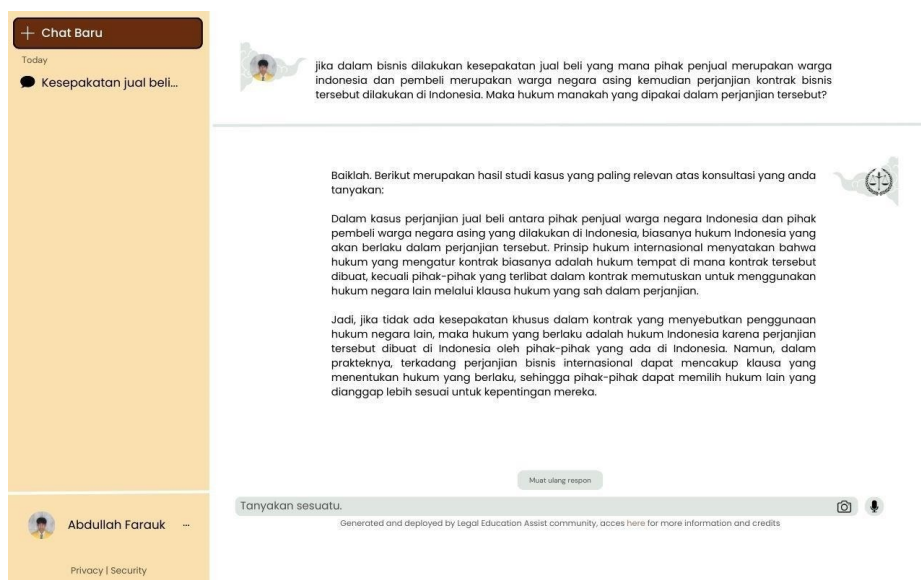 Chat Baru
Today
Kesepakatan jual beli...
jika dalam bisnis dilakukan kesepakatan jual beli yang mana pihak penjual merupakan warga
indonesia dan pembeli merupakan warga negara asing kemudian perjanjian kontrak bisnis
tersebut dilakukan di Indonesia. Maka hukum manakah yang dipakai dalam perjanjian tersebut?
Baiklah. Berikut merupakan hasil studi kasus yang paling relevan atas konsultasi yang anda
tanyakan:
Dalam kasus perjanjian jual beli antara pihak penjual warga negara Indonesia dan pihak
pembeli warga negara asing yang dilakukan di Indonesia, biasanya hukum Indonesia yang
akan berlaku dalam perjanjian tersebut. Prinsip hukum internasional menyatakan bahwa
hukum yang mengatur kontrak biasanya adalah hukum tempat di mana kontrak tersebut
dibuat, kecuali pihak-pihak yang terlibat dalam kontrak memutuskan untuk menggunakan
hukum negara lain melalui klausa hukum yang sah dalam perjanjian.
Jadi, jika tidak ada kesepakatan khusus dalam kontrak yang menyebutkan penggunaan
hukum negara lain, maka hukum yang berlaku adalah hukum Indonesia karena perjanjian
tersebut dibuat di Indonesia oleh pihak-pihak yang ada di Indonesia. Namun, dalam
prakteknya, terkadang perjanjian bisnis internasional dapat mencakup klausa yang
menentukan hukum yang berlaku, sehingga pihak-pihak dapat memilih hukum lain yang
dianggap lebih sesuai untuk kepentingan mereka.
Muat ulang respon
Tanyakan sesuatu.
Generated and deployed by Legal Education Assist community, acces here for more information and credits
Abdullah Farauk ...
Privacy | Security